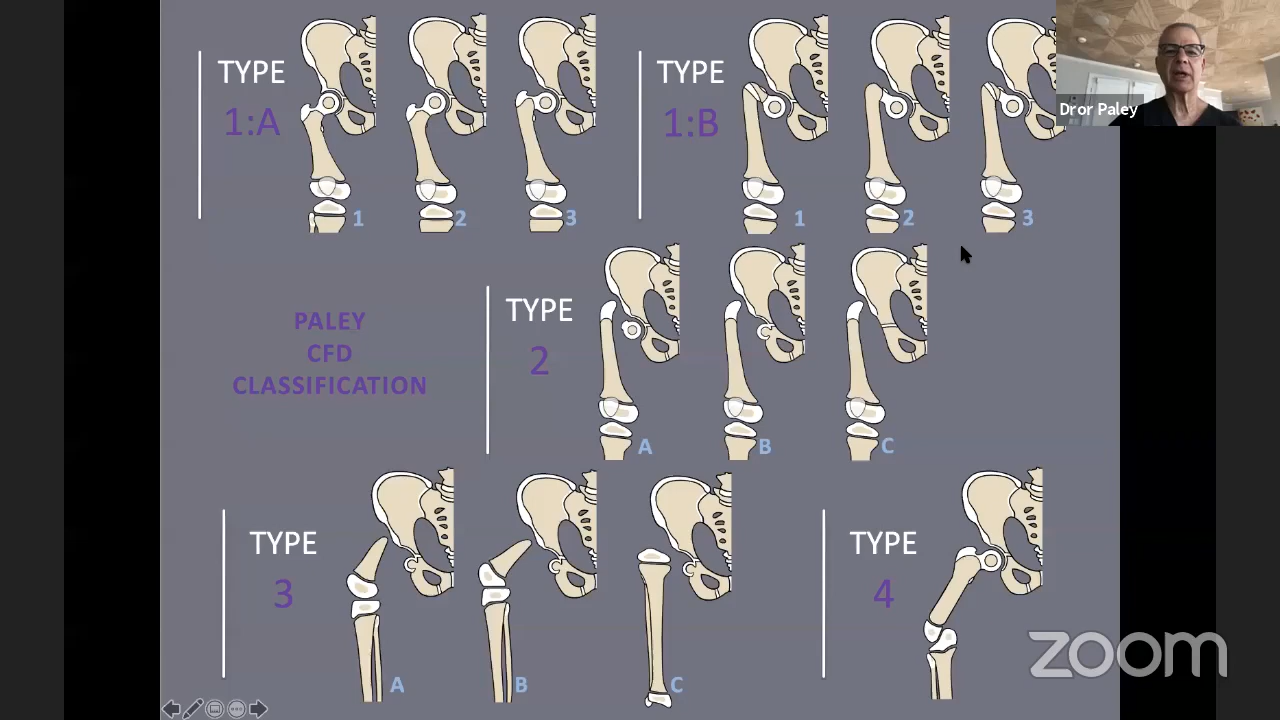 TYPE
1:A
1
2
3
TYPE
1:B
1
2
3
Dror Paley
PALEY
CFD
CLASSIFICATION
TYPE
2
A
B
C
TYPE
3
A
B
C
TYPE
4
zoom